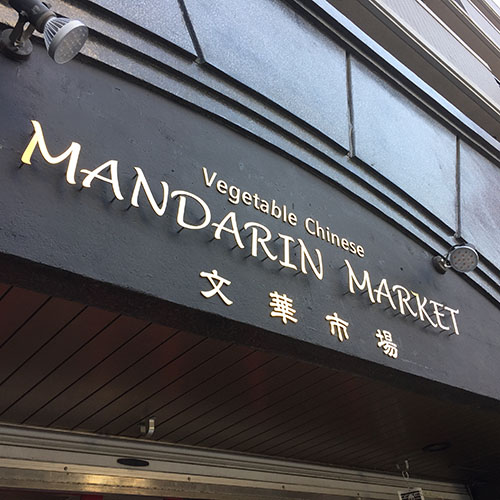 Vegetable Chinese
MANDARIN MARKET
文華市場